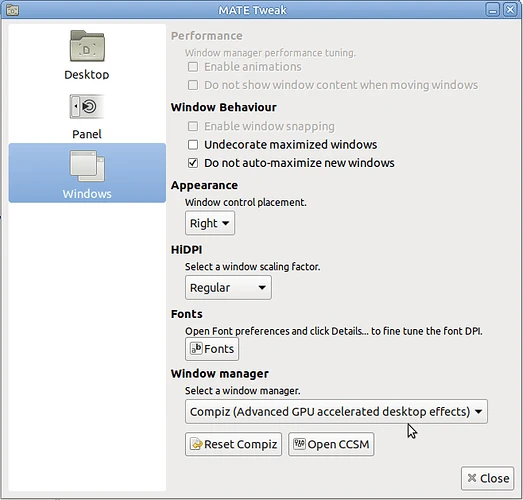 MATE Tweak
Desktop
Panel
Windows
Performance
Window manager performance tuning.
Enable animations
Do not show window content when moving windows
Window Behaviour
Enable window snapping
Undecorate maximized windows
Do not auto-maximize new windows
Appearance
Window control placement.
Right
HiDPI
Select a window scaling factor.
Regular
Fonts
Open Font preferences and click Details... to fine tune the font DPI.
Fonts
Window manager
Select a window manager.
Compiz (Advanced GPU accelerated desktop effects)
Reset Compiz Open CCSM
Close